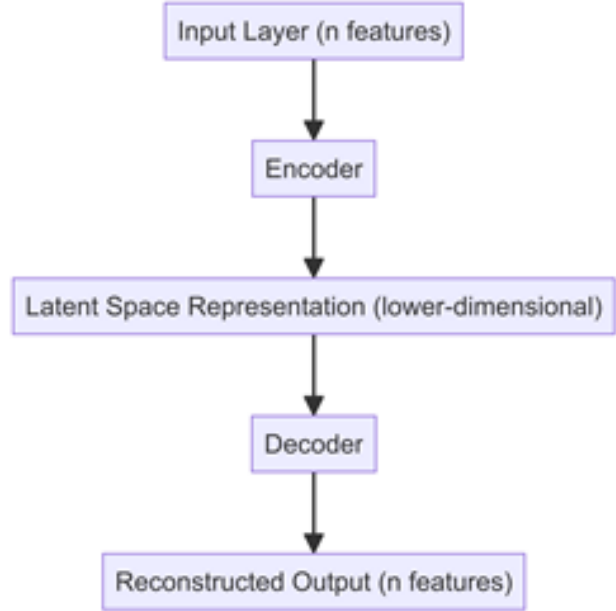 Input Layer (n features)
Encoder
Latent Space Representation (lower-dimensional)
Decoder
Reconstructed Output (n features)